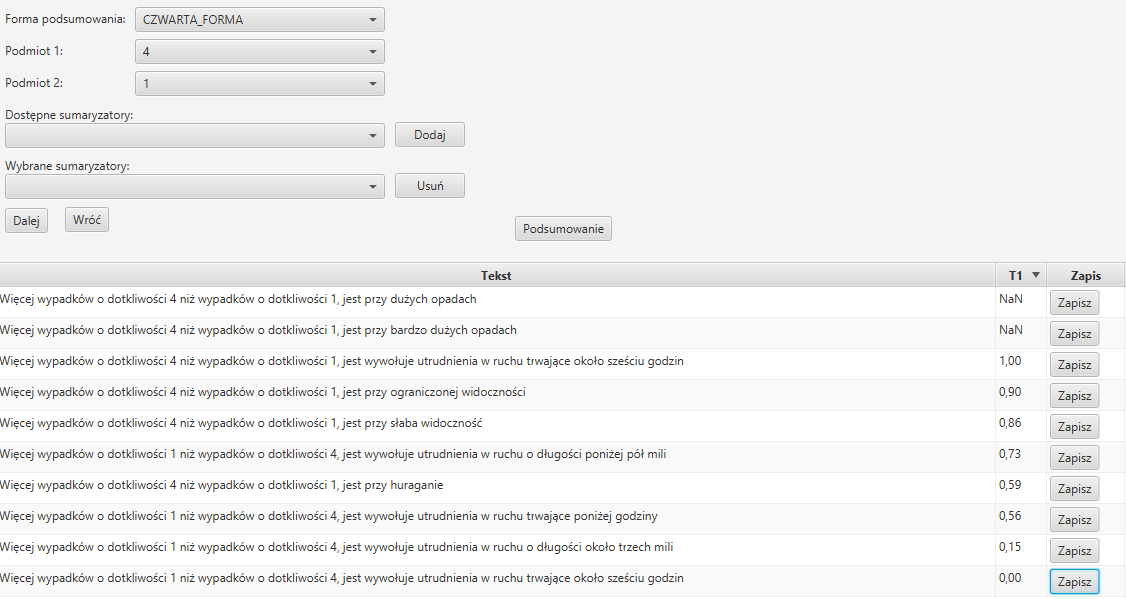 Forma podsumowania: CZWARTA_FORMA
Podmiot 1: 4
Podmiot 2: 1
Dostępne sumaryzatory:
Dodaj
Wybrane sumaryzatory:
Usuń
Dalej Wróć
Podsumowanie
Tekst T1 Zapis
Więcej wypadków o dotkliwości 4 niż wypadków o dotkliwości 1, jest przy dużych opadach NaN Zapisz
Więcej wypadków o dotkliwości 4 niż wypadków o dotkliwości 1, jest przy bardzo dużych opadach NaN Zapisz
Więcej wypadków o dotkliwości 4 niż wypadków o dotkliwości 1, jest wywołuje utrudnienia w ruchu trwające około sześciu godzin 1,00 Zapisz
Więcej wypadków o dotkliwości 4 niż wypadków o dotkliwości 1, jest przy ograniczonej widoczności 0,90 Zapisz
Więcej wypadków o dotkliwości 4 niż wypadków o dotkliwości 1, jest przy słaba widoczność 0,86 Zapisz
Więcej wypadków o dotkliwości 1 niż wypadków o dotkliwości 4, jest wywołuje utrudnienia w ruchu o długości poniżej pół mili 0,73 Zapisz
Więcej wypadków o dotkliwości 4 niż wypadków o dotkliwości 1, jest przy huraganie 0,59 Zapisz
Więcej wypadków o dotkliwości 1 niż wypadków o dotkliwości 4, jest wywołuje utrudnienia w ruchu trwające poniżej godziny 0,56 Zapisz
Więcej wypadków o dotkliwości 1 niż wypadków o dotkliwości 4, jest wywołuje utrudnienia w ruchu o długości około trzech mili 0,15 Zapisz
Więcej wypadków o dotkliwości 1 niż wypadków o dotkliwości 4, jest wywołuje utrudnienia w ruchu trwające około sześciu godzin 0,00 Zapisz